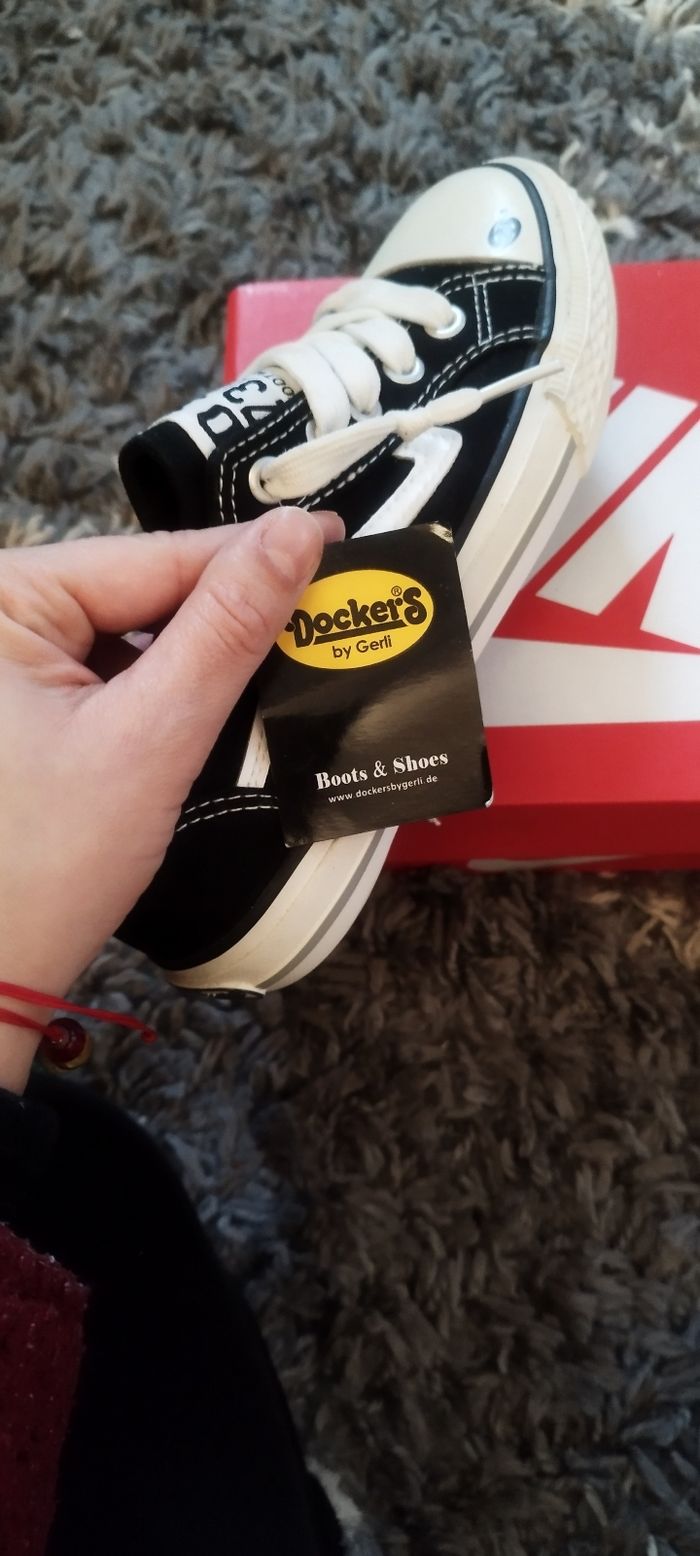 DockerS®
by Gerli
Boots & Shoes
www.dockersbygerli.de